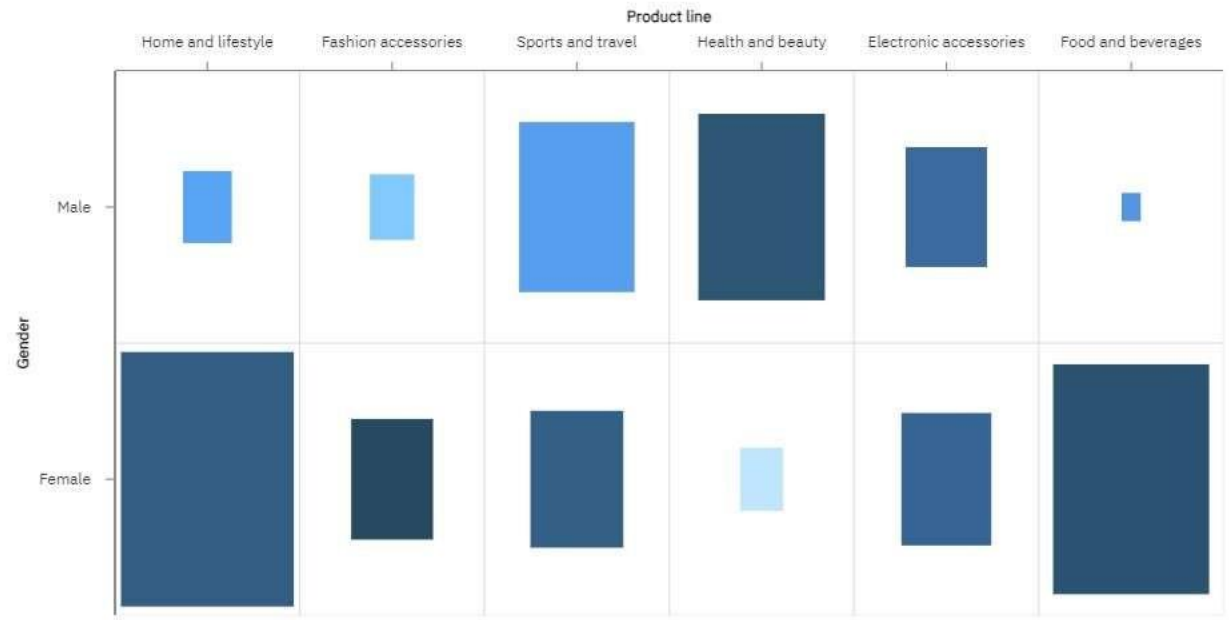 Product line
Home and lifestyle Fashion accessories Sports and travel Health and beauty Electronic accessories Food and beverages
Male
Gender
Female